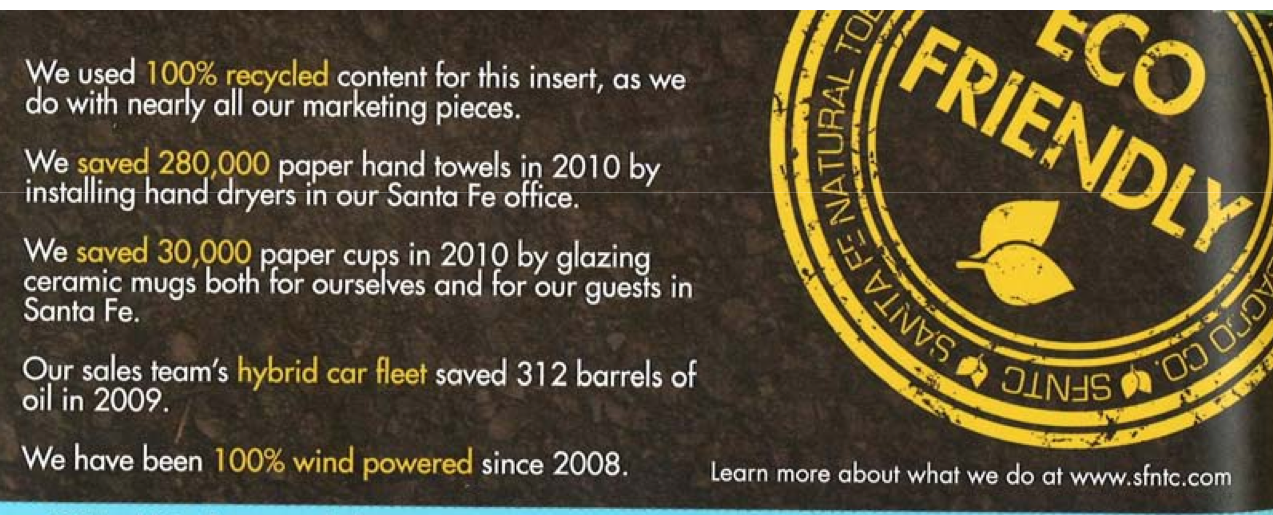 We used 100% recycled content for this insert, as we
do with nearly all our marketing pieces.
We saved 280,000 paper hand towels in 2010 by
installing hand dryers in our Santa Fe office.
We saved 30,000 paper cups in 2010 by glazing
ceramic mugs both for ourselves and for our guests in
Santa Fe.
Our sales team's hybrid car fleet saved 312 barrels of
oil in 2009.
We have been 100% wind powered since 2008.
ECO
FRIENDLY
SANTA FE NATURAL
CO.
SFNTC
Learn more about what we do at www.sfntc.com